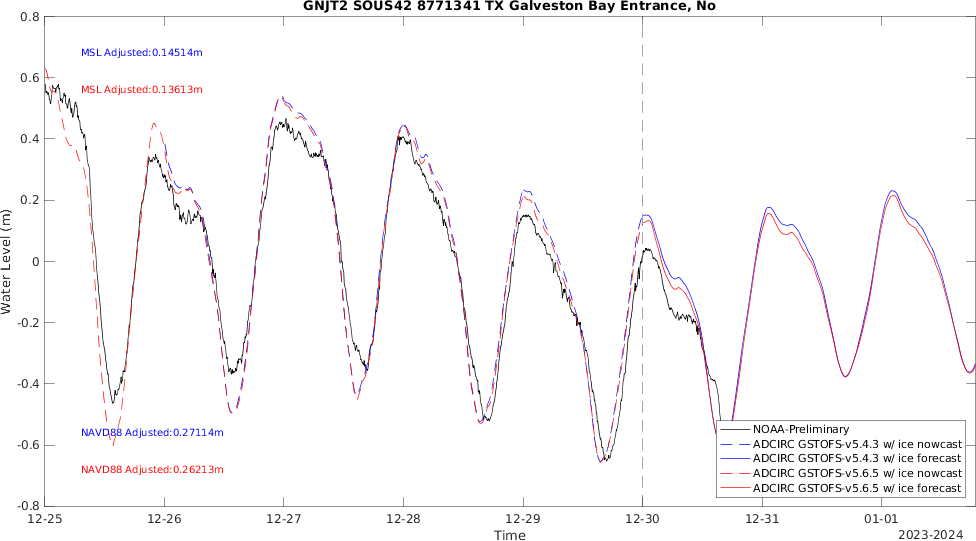 GNJT2 SOUS42 8771341 TX Galveston Bay Entrance, No
0.8
MSL Adjusted:0.14514m
0.6
MSL Adjusted:0.13613m
0.4
0.2
Water Level (m)
0
-0.2
-0.4
NAVD88 Adjusted:0.27114m
-0.6
NAVD88 Adjusted:0.26213m
-0.8
NOAA-Preliminary
ADCIRC GSTOFS-v5.4.3 w/ ice nowcast
ADCIRC GSTOFS-v5.4.3 w/ ice forecast
ADCIRC GSTOFS-v5.6.5 w/ ice nowcast
ADCIRC GSTOFS-v5.6.5 w/ ice forecast
12-25 12-26 12-27 12-28 12-29 12-30 12-31 01-01
Time
2023-2024